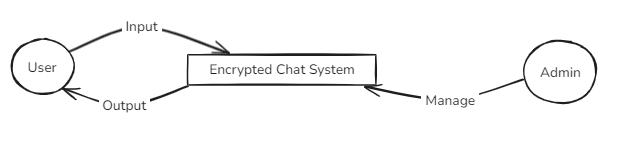 Input
User
Encrypted Chat System
Admin
Output
Manage